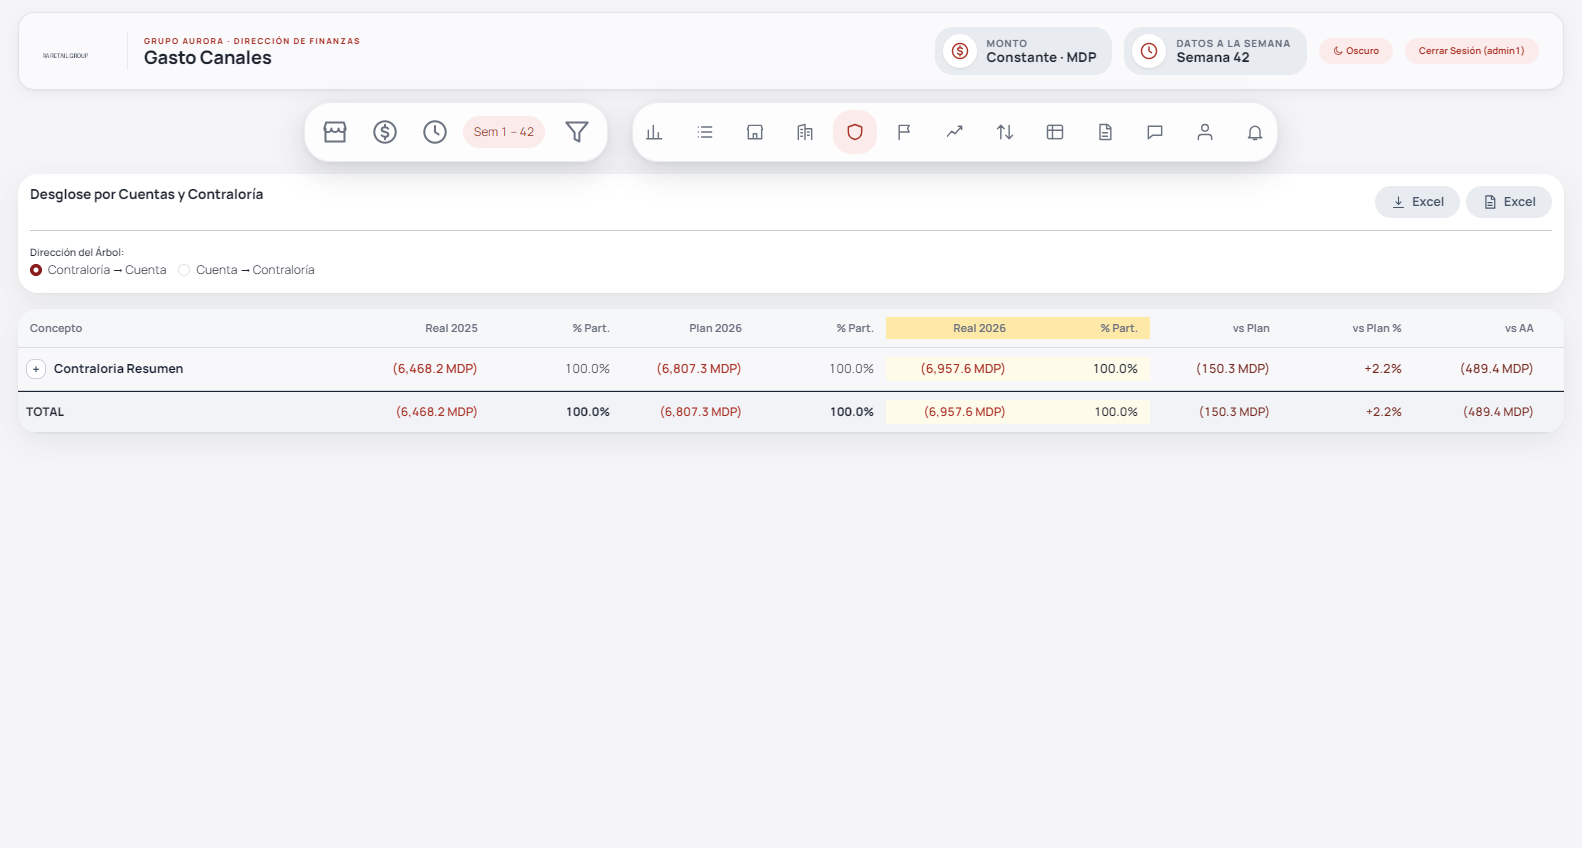 RA RETAIL GROUP
GRUPO AURORA · DIRECCIÓN DE FINANZAS
Gasto Canales
MONTO
Constante · MDP
DATOS A LA SEMANA
Semana 42
Oscuro
Cerrar Sesión (admin1)
Sem 1 – 42
Desglose por Cuentas y Contraloría
Excel
Excel
Dirección del Árbol:
Contraloría → Cuenta
Cuenta → Contraloría
Concepto Real 2025 % Part. Plan 2026 % Part. Real 2026 % Part. vs Plan vs Plan % vs AA
+ Contraloria Resumen (6,468.2 MDP) 100.0% (6,807.3 MDP) 100.0% (6,957.6 MDP) 100.0% (150.3 MDP) +2.2% (489.4 MDP)
TOTAL (6,468.2 MDP) 100.0% (6,807.3 MDP) 100.0% (6,957.6 MDP) 100.0% (150.3 MDP) +2.2% (489.4 MDP)